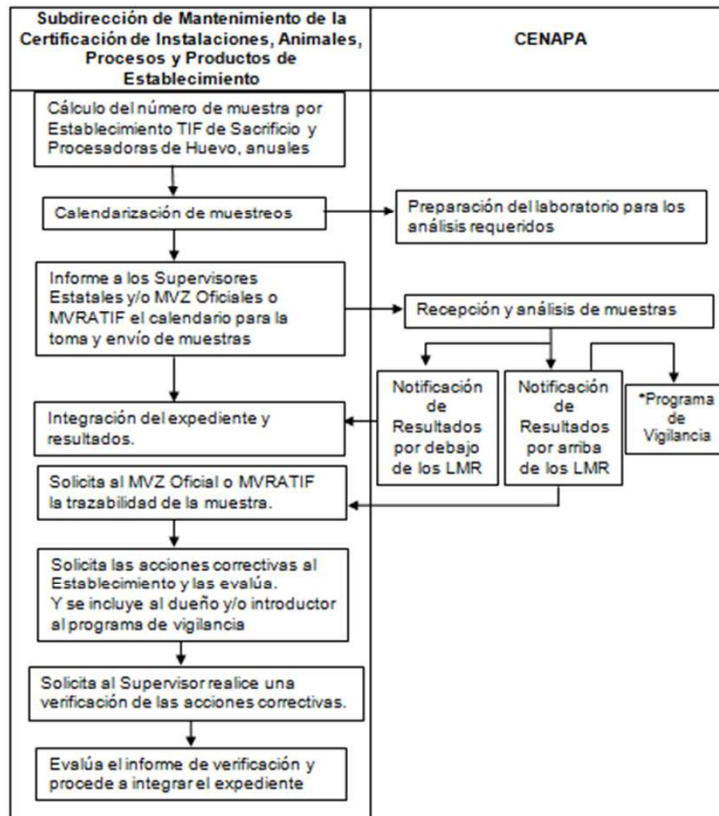 Subdirección de Mantenimiento de la
Certificación de Instalaciones, Animales,
Procesos y Productos de
Establecimiento
CENAPA
Cálculo del número de muestra por
Establecimiento TIF de Sacrificio y
Procesadoras de Huevo, anuales
Calendarización de muestreos
Preparación del laboratorio para los
análisis requeridos
Informe a los Supervisores
Estatales y/o MVZ Oficiales o
MVRATIF el calendario para la
toma y envío de muestras
Recepción y análisis de muestras
Notificación
de
Resultados
por debajo
de los LMR
Notificación
de
Resultados
por arriba
de los LMR
*Programa
de
Vigilancia
Integración del expediente y
resultados.
Solicita al MVZ Oficial o MVRATIF
la trazabilidad de la muestra.
Solicita las acciones correctivas al
Establecimiento y las evalúa.
Y se incluye al dueño y/o introductor
al programa de vigilancia
Solicita al Supervisor realice una
verificación de las acciones correctivas.
Evalúa el informe de verificación y
procede a integrar el expediente